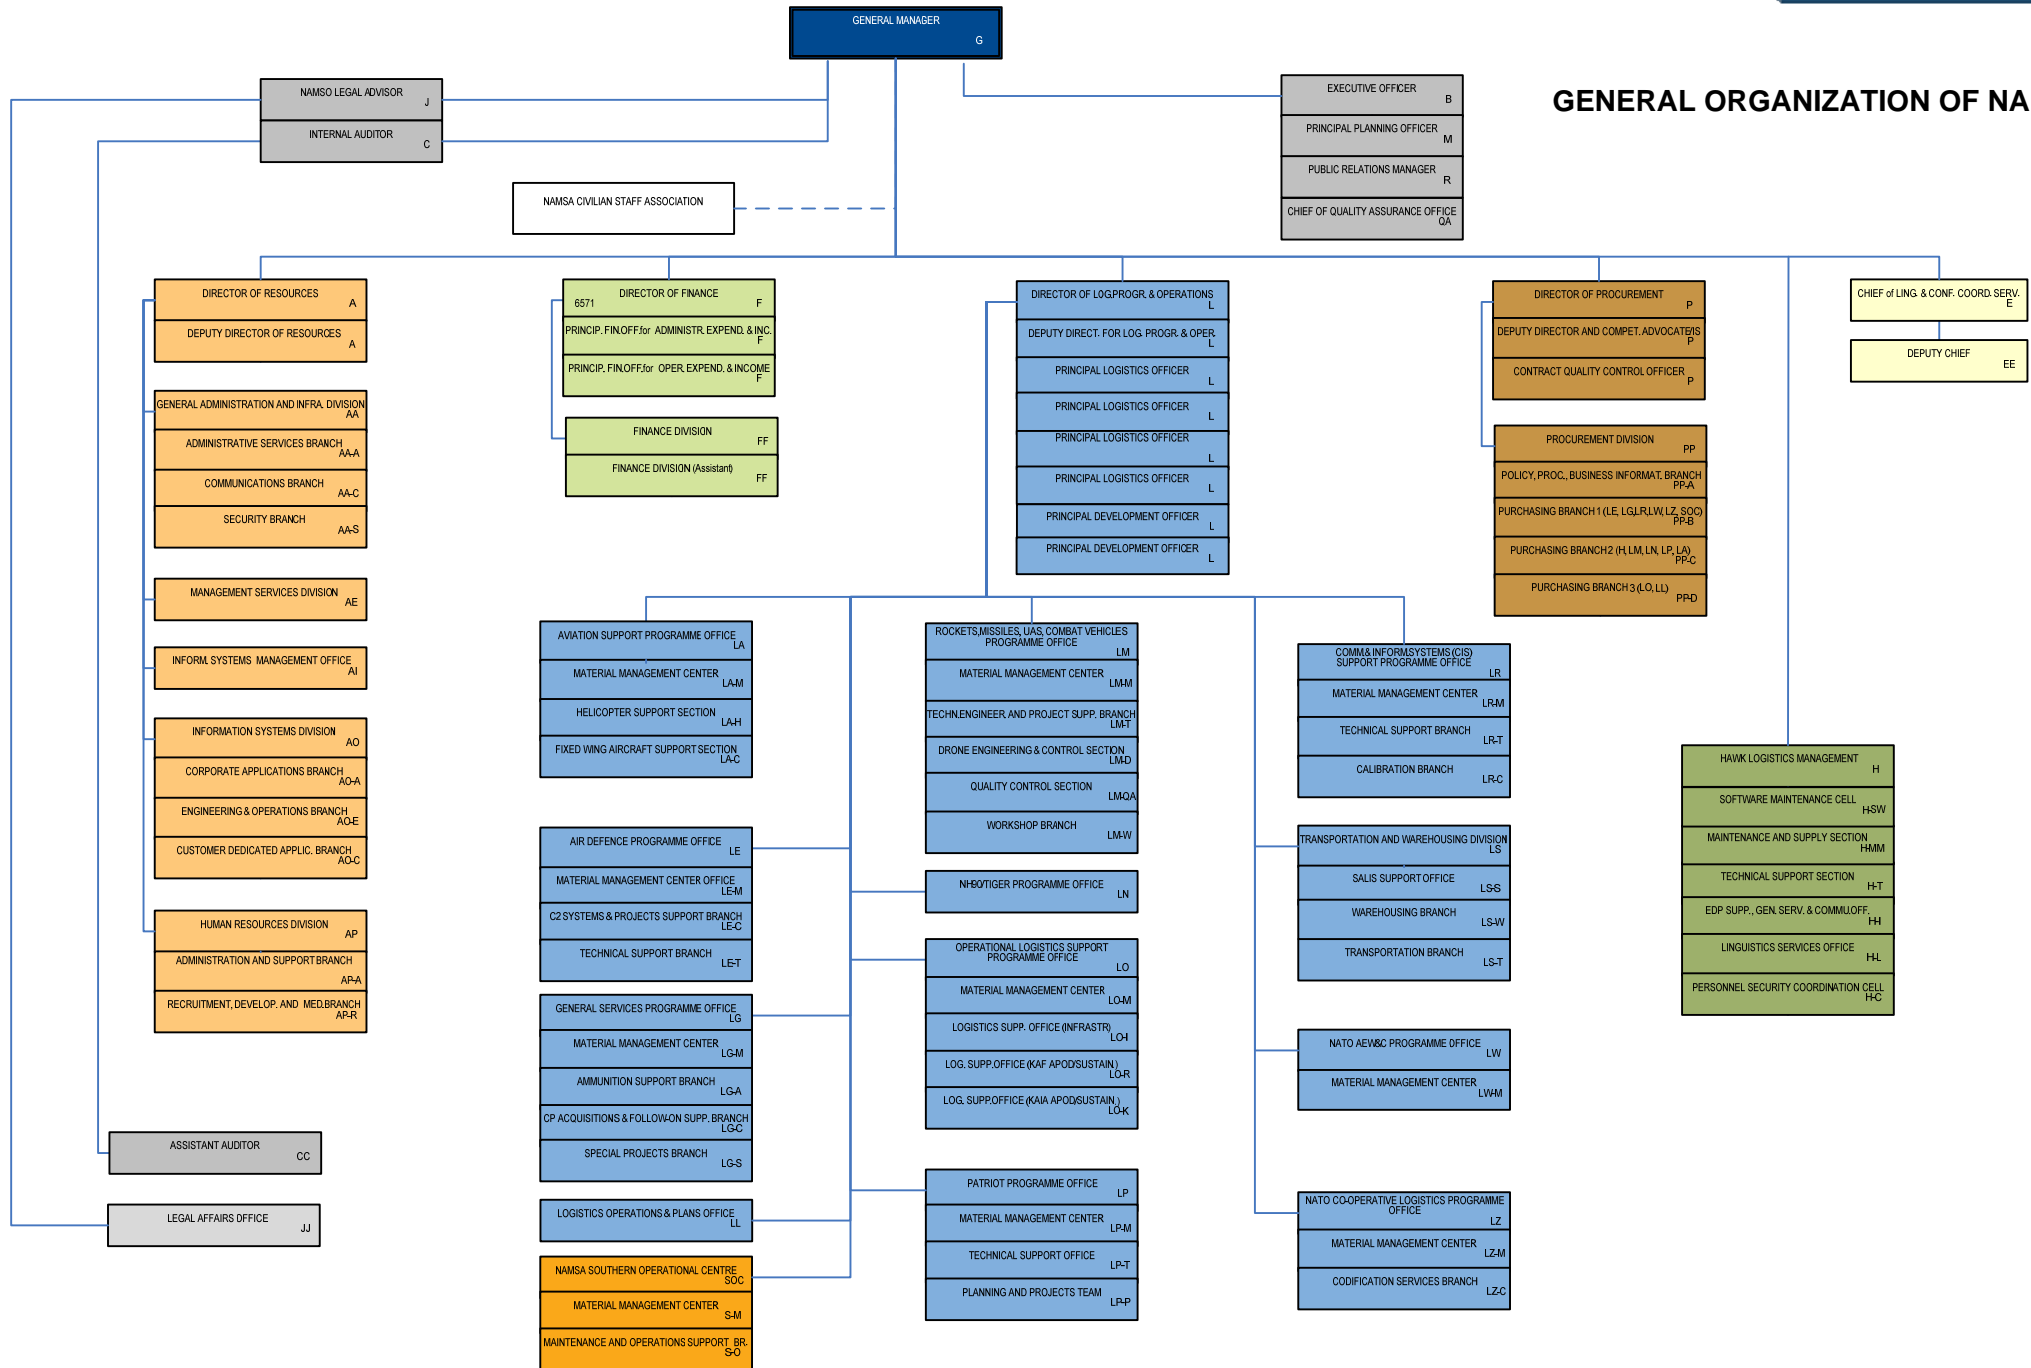 GENERAL MANAGER
G
GENERAL ORGANIZATION OF NA
NAMSO LEGAL ADVISOR
J
INTERNAL AUDITOR
C
EXECUTIVE OFFICER
B
PRINCIPAL PLANNING OFFICER
M
PUBLIC RELATIONS MANAGER
R
CHIEF OF QUALITY ASSURANCE OFFICE
QA
NAMSA CIVILIAN STAFF ASSOCIATION
DIRECTOR OF RESOURCES
A
DEPUTY DIRECTOR OF RESOURCES
A
GENERAL ADMINISTRATION AND INFRA. DIVISION
AA
ADMINISTRATIVE SERVICES BRANCH
AA-A
COMMUNICATIONS BRANCH
AA-C
SECURITY BRANCH
AA-S
MANAGEMENT SERVICES DIVISION
AE
INFORM. SYSTEMS MANAGEMENT OFFICE
AI
INFORMATION SYSTEMS DIVISION
AO
CORPORATE APPLICATIONS BRANCH
AO-A
ENGINEERING & OPERATIONS BRANCH
AO-E
CUSTOMER DEDICATED APPLIC. BRANCH
AO-C
HUMAN RESOURCES DIVISION
AP
ADMINISTRATION AND SUPPORT BRANCH
AP-A
RECRUITMENT, DEVELOP. AND MED.BRANCH
AP-R
ASSISTANT AUDITOR
CC
LEGAL AFFAIRS OFFICE
JJ
DIRECTOR OF FINANCE
6571 F
PRINCIP. FIN.OFF.for ADMINISTR. EXPEND. & INC.
F
PRINCIP. FIN.OFF.for OPER. EXPEND. & INCOME
F
FINANCE DIVISION
FF
FINANCE DIVISION (Assistant)
FF
DIRECTOR OF LOG.PROGR. & OPERATIONS
L
DEPUTY DIRECT. FOR LOG. PROGR. & OPER.
L
PRINCIPAL LOGISTICS OFFICER
L
PRINCIPAL LOGISTICS OFFICER
L
PRINCIPAL LOGISTICS OFFICER
L
PRINCIPAL LOGISTICS OFFICER
L
PRINCIPAL DEVELOPMENT OFFICER
L
PRINCIPAL DEVELOPMENT OFFICER
L
DIRECTOR OF PROCUREMENT
P
DEPUTY DIRECTOR AND COMPET. ADVOCATE/IS
P
CONTRACT QUALITY CONTROL OFFICER
P
PROCUREMENT DIVISION
PP
POLICY, PROC., BUSINESS INFORMAT. BRANCH
PP-A
PURCHASING BRANCH 1 (LE, LG,LR,LW, LZ, SOC)
PP-B
PURCHASING BRANCH 2 (H, LM, LN, LP, LA)
PP-C
PURCHASING BRANCH 3 (LO, LL)
PP-D
CHIEF of LING. & CONF. COORD. SERV.
E
DEPUTY CHIEF
EE
AVIATION SUPPORT PROGRAMME OFFICE
LA
MATERIAL MANAGEMENT CENTER
LA-M
HELICOPTER SUPPORT SECTION
LA-H
FIXED WING AIRCRAFT SUPPORT SECTION
LA-C
AIR DEFENCE PROGRAMME OFFICE
LE
MATERIAL MANAGEMENT CENTER OFFICE
LE-M
C2 SYSTEMS & PROJECTS SUPPORT BRANCH
LE-C
TECHNICAL SUPPORT BRANCH
LE-T
GENERAL SERVICES PROGRAMME OFFICE
LG
MATERIAL MANAGEMENT CENTER
LG-M
AMMUNITION SUPPORT BRANCH
LG-A
CP ACQUISITIONS & FOLLOW-ON SUPP. BRANCH
LG-C
SPECIAL PROJECTS BRANCH
LG-S
LOGISTICS OPERATIONS & PLANS OFFICE
LL
NAMSA SOUTHERN OPERATIONAL CENTRE
SOC
MATERIAL MANAGEMENT CENTER
S-M
MAINTENANCE AND OPERATIONS SUPPORT BR.
S-O
ROCKETS,MISSILES, UAS, COMBAT VEHICLES
PROGRAMME OFFICE
LM
MATERIAL MANAGEMENT CENTER
LM-M
TECHN.ENGINEER. AND PROJECT SUPP. BRANCH
LM-T
DRONE ENGINEERING & CONTROL SECTION
LM-D
QUALITY CONTROL SECTION
LM-QA
WORKSHOP BRANCH
LM-W
NH90/TIGER PROGRAMME OFFICE
LN
OPERATIONAL LOGISTICS SUPPORT
PROGRAMME OFFICE
LO
MATERIAL MANAGEMENT CENTER
LO-M
LOGISTICS SUPP. OFFICE (INFRASTR)
LO-I
LOG. SUPP.OFFICE (KAF APOD/SUSTAIN.)
LO-R
LOG. SUPP.OFFICE (KAIA APOD/SUSTAIN.)
LO-K
PATRIOT PROGRAMME OFFICE
LP
MATERIAL MANAGEMENT CENTER
LP-M
TECHNICAL SUPPORT OFFICE
LP-T
PLANNING AND PROJECTS TEAM
LP-P
COMM.& INFORM.SYSTEMS (CIS)
SUPPORT PROGRAMME OFFICE
LR
MATERIAL MANAGEMENT CENTER
LR-M
TECHNICAL SUPPORT BRANCH
LR-T
CALIBRATION BRANCH
LR-C
TRANSPORTATION AND WAREHOUSING DIVISION
LS
SALIS SUPPORT OFFICE
LS-S
WAREHOUSING BRANCH
LS-W
TRANSPORTATION BRANCH
LS-T
NATO AEW&C PROGRAMME OFFICE
LW
MATERIAL MANAGEMENT CENTER
LW-M
NATO CO-OPERATIVE LOGISTICS PROGRAMME
OFFICE
LZ
MATERIAL MANAGEMENT CENTER
LZ-M
CODIFICATION SERVICES BRANCH
LZ-C
HAWK LOGISTICS MANAGEMENT
H
SOFTWARE MAINTENANCE CELL
H-SW
MAINTENANCE AND SUPPLY SECTION
H-MM
TECHNICAL SUPPORT SECTION
H-T
EDP SUPP., GEN. SERV. & COMMU.OFF.
H-I
LINGUISTICS SERVICES OFFICE
H-L
PERSONNEL SECURITY COORDINATION CELL
H-C